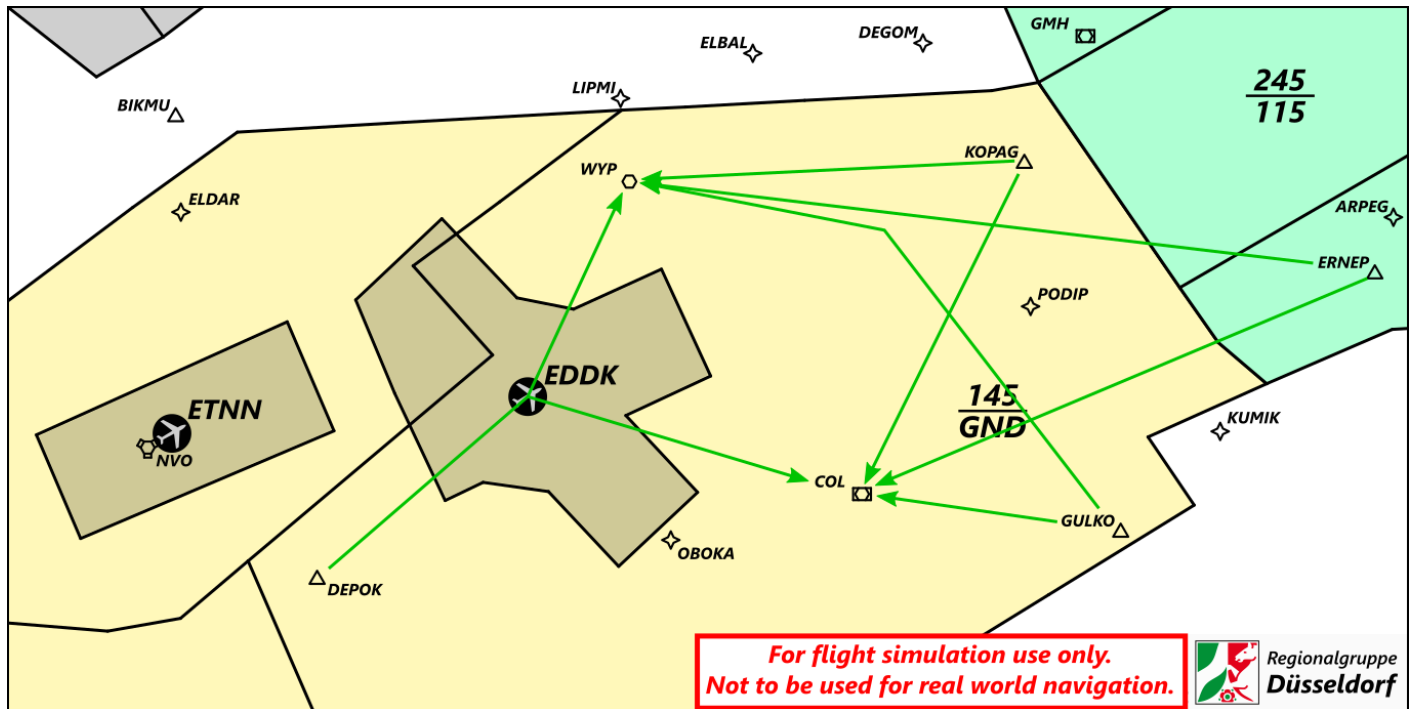 GMH
DEGOM
ELBAL
LIPMI
BIKMU
245
115
KOPAG
WYP
ELDAR
ARPEG
ERNEP
PODIP
EDDK
ETNN
NVO
145
GND
KUMIK
COL
GULKO
OBOKA
DEPOK
For flight simulation use only.
Not to be used for real world navigation.
Regionalgruppe
Düsseldorf